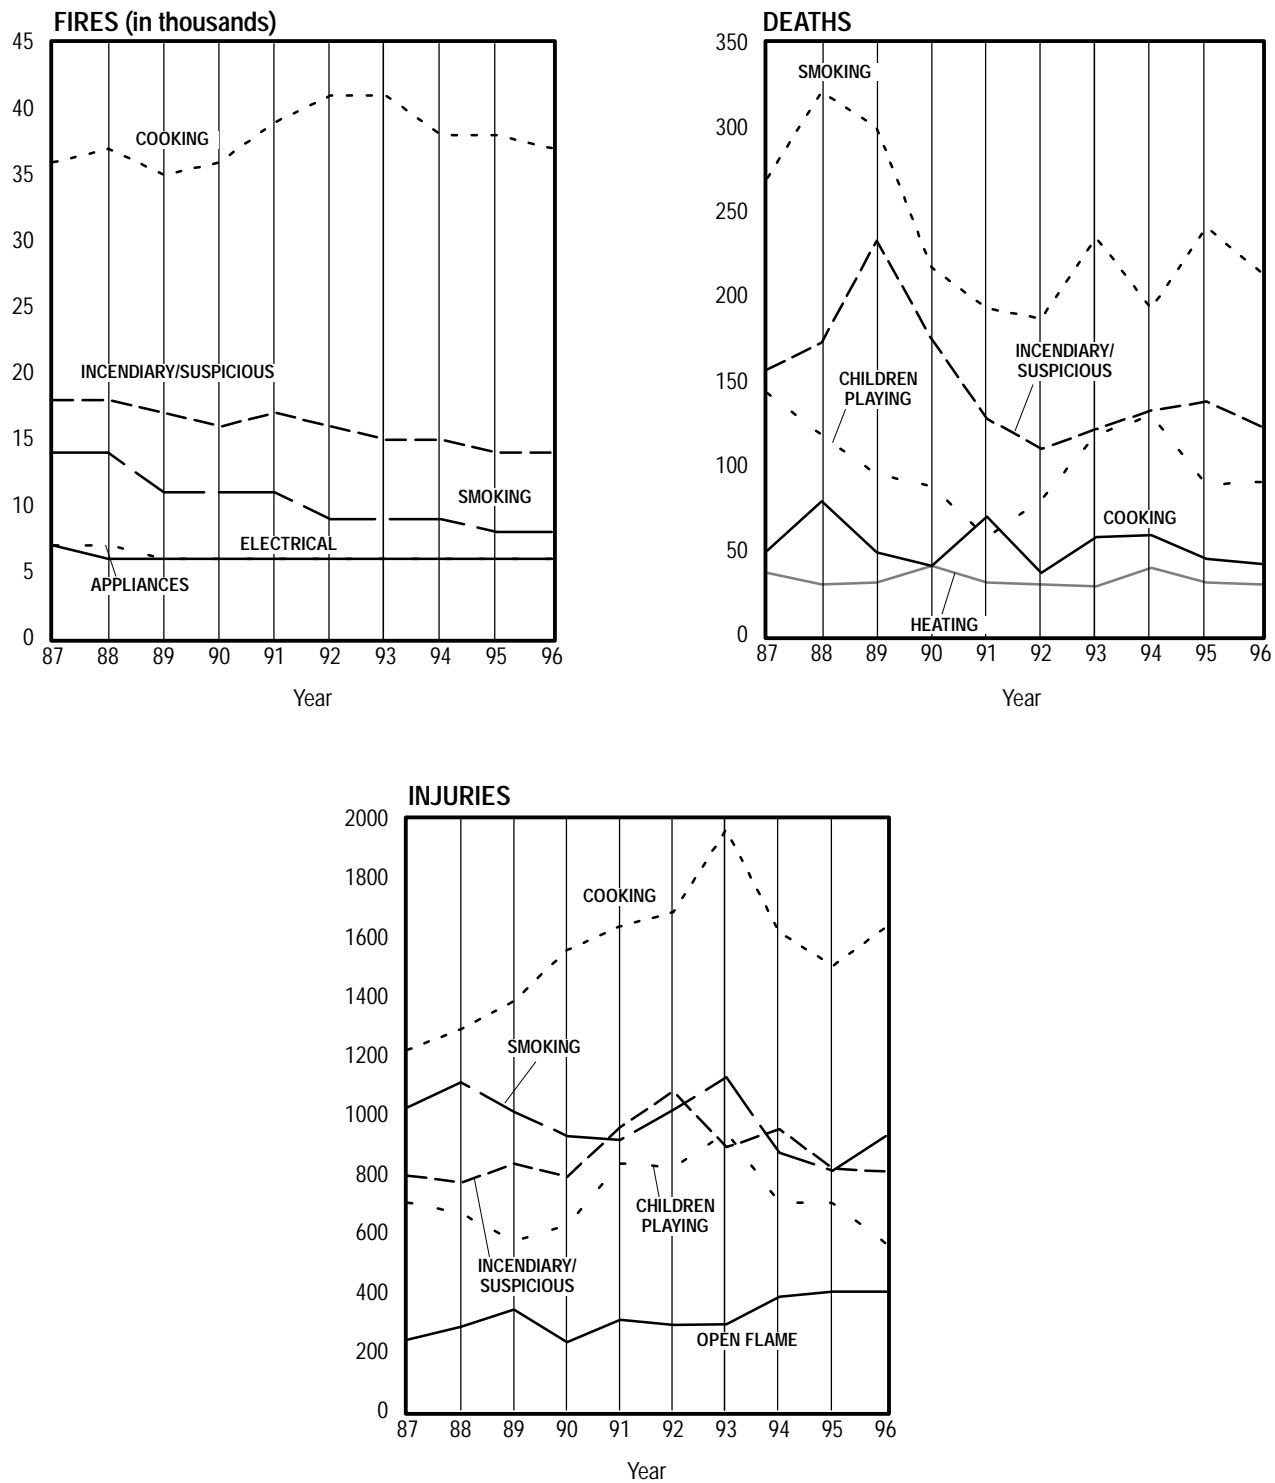 FIRES (in thousands)
45
40
35
30
25
20
15
10
5
0
COOKING
INCENDIARY/SUSPICIOUS
SMOKING
ELECTRICAL
APPLIANCES
87 88 89 90 91 92 93 94 95 96
Year
DEATHS
350
300
250
200
150
100
50
0
SMOKING
INCENDIARY/
SUSPICIOUS
CHILDREN
PLAYING
COOKING
HEATING
87 88 89 90 91 92 93 94 95 96
Year
INJURIES
2000
1800
1600
1400
1200
1000
800
600
400
200
0
COOKING
SMOKING
CHILDREN
PLAYING
INCENDIARY/
SUSPICIOUS
OPEN FLAME
87 88 89 90 91 92 93 94 95 96
Year